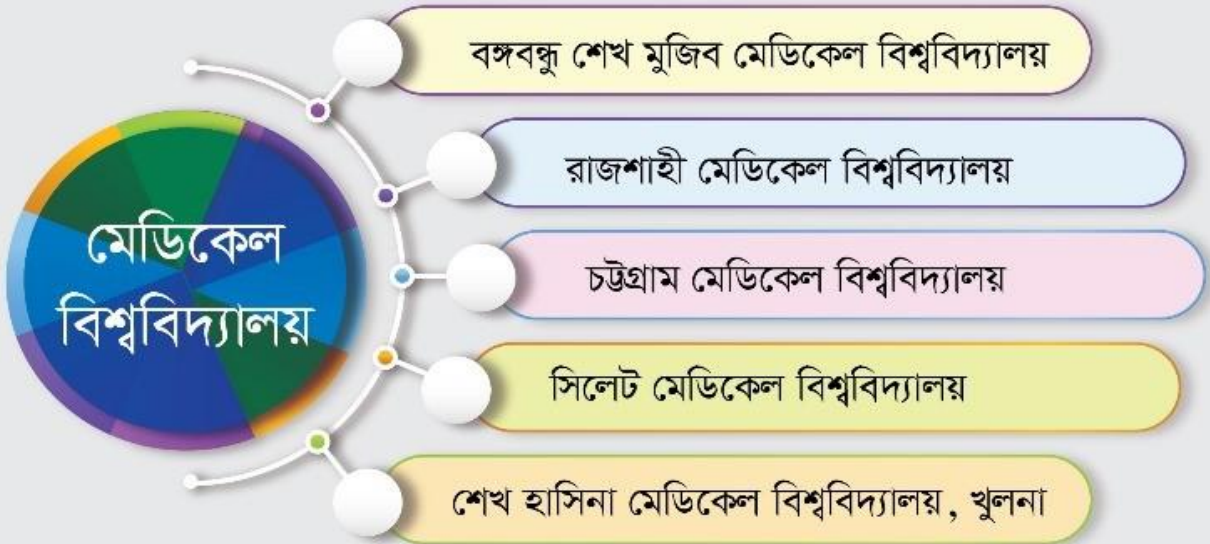 মেডিকেল
বিশ্ববিদ্যালয়
বঙ্গবন্ধু শেখ মুজিব মেডিকেল বিশ্ববিদ্যালয়
রাজশাহী মেডিকেল বিশ্ববিদ্যালয়
চট্টগ্রাম মেডিকেল বিশ্ববিদ্যালয়
সিলেট মেডিকেল বিশ্ববিদ্যালয়
শেখ হাসিনা মেডিকেল বিশ্ববিদ্যালয়, খুলনা